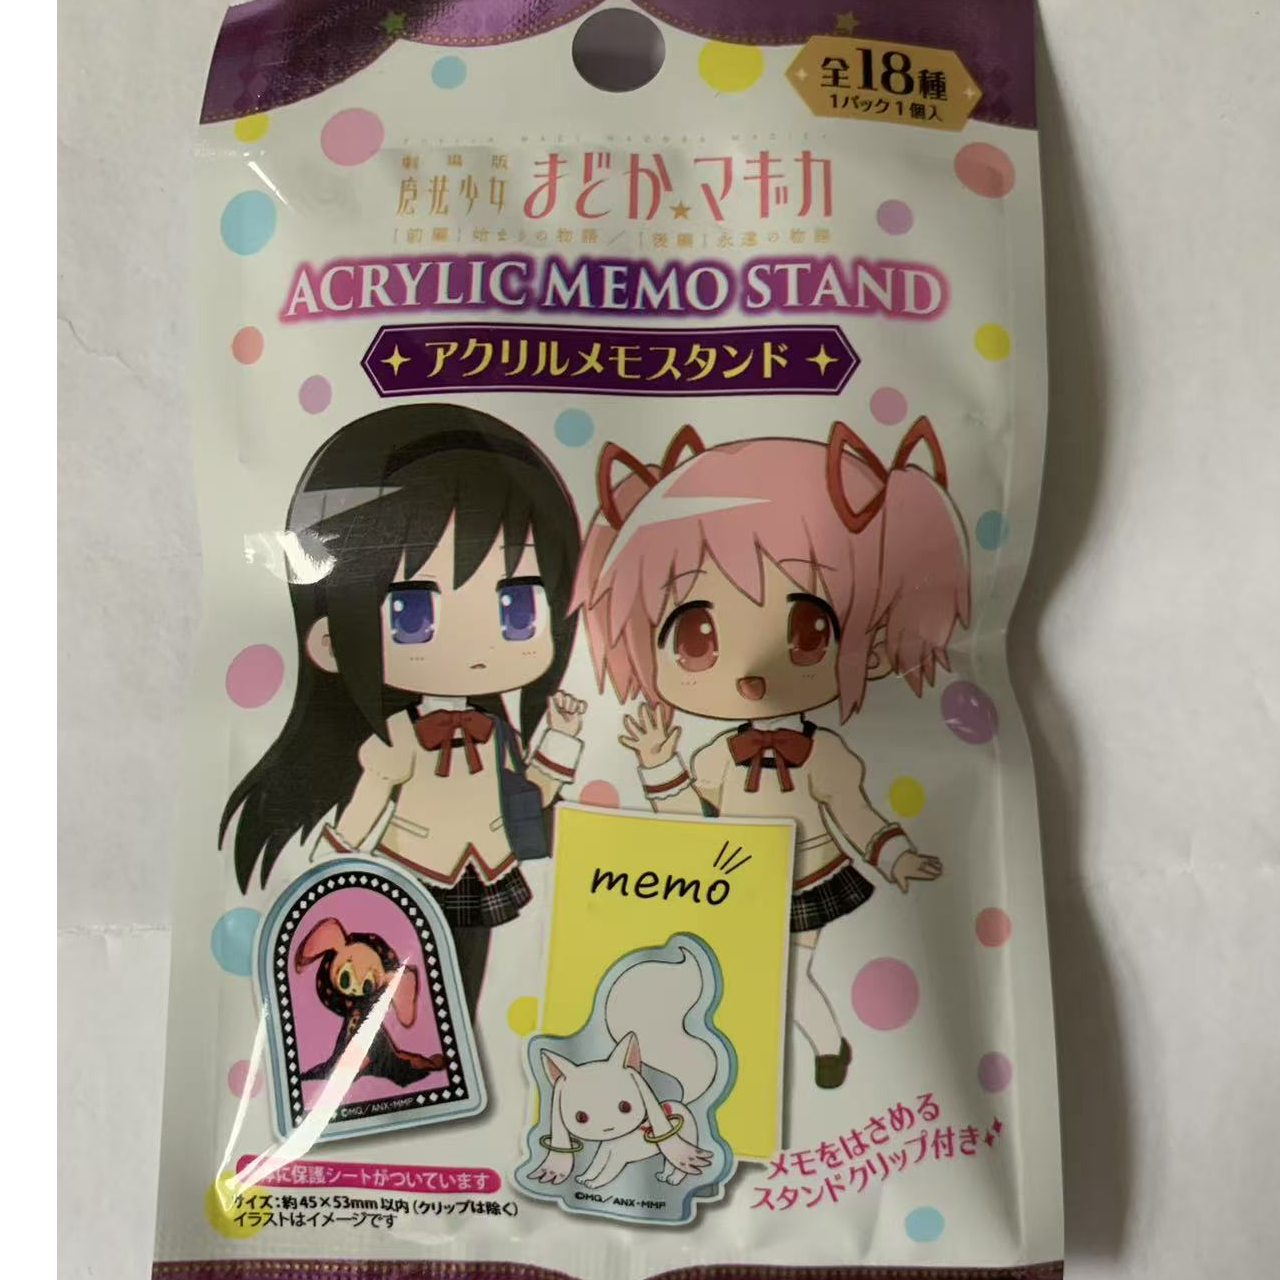 全18種
1パック1個入
PUELLA MAGI MADOKA MAGICA
劇場版
魔法少女まどか★マギカ
[前編]始まりの物語／[後編]永遠の物語
ACRYLIC MEMO STAND
アクリルメモスタンド
memo
©MQ/ANX・MMP
©MQ/ANX・MMP
メモをはさめる
スタンドクリップ付き
に保護シートがついています
サイズ：約45×53mm以内(クリップは除く)
イラストはイメージです